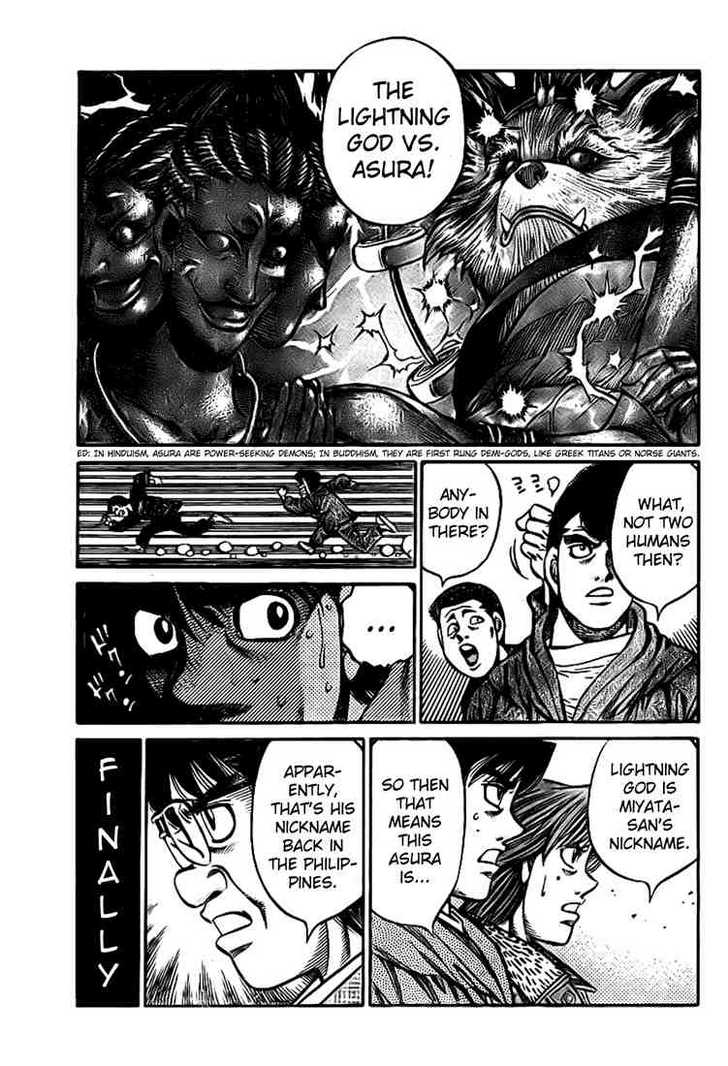 THE
LIGHTNING
GOD VS.
ASURA!
ED: IN HINDUISM, ASURA ARE POWER-SEEKING DEMONS; IN BUDDHISM, THEY ARE FIRST RUNG DEMI-GODS, LIKE GREEK TITANS OR NORSE GIANTS.
WHAT,
NOT TWO
HUMANS
THEN?
ANY-
BODY IN
THERE?
...
LIGHTNING
GOD IS
MIYATA-
SAN'S
NICKNAME.
SO THEN
THAT
MEANS
THIS
ASURA
IS...
APPAR-
ENTLY,
THAT'S HIS
NICKNAME
BACK IN
THE PHILIP-
PINES.
FINALLY